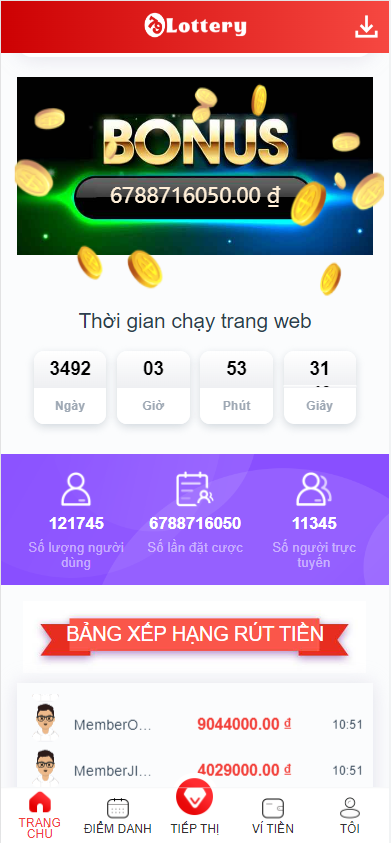 Lottery
BONUS
6788716050.00 ₫
Thời gian chạy trang web
3492 03 53 31
Ngày Giờ Phút Giây
121745 6788716050 11345
Số lượng người dùng
Số lần đặt cược
Số người trực tuyến
BẢNG XẾP HẠNG RÚT TIỀN
MemberO... 9044000.00 ₫ 10:51
MemberJI... 4029000.00 ₫ 10:51
TRANG CHỦ
ĐIỂM DANH
TIẾP THỊ
VÍ TIỀN
TÔI